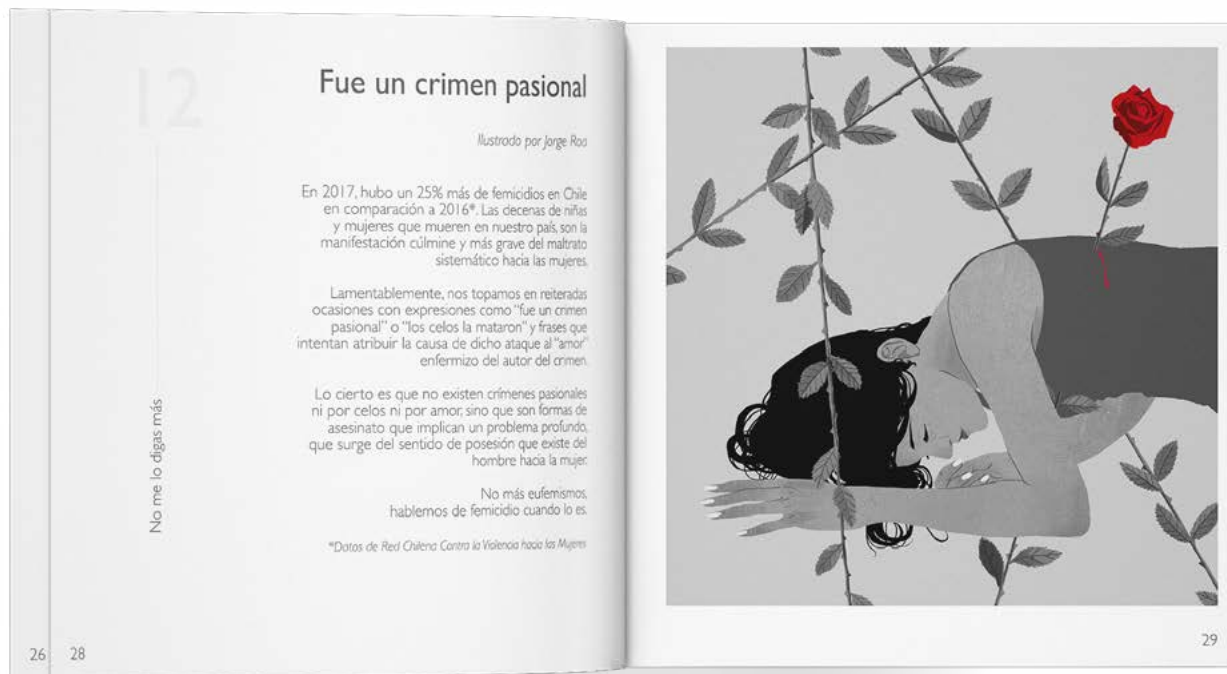 12
Fue un crimen pasional
Ilustrado por Jorge Roa
En 2017, hubo un 25% más de femicidios en Chile
en comparación a 2016*. Las decenas de niñas
y mujeres que mueren en nuestro país, son la
manifestación cúlmine y más grave del maltrato
sistemático hacia las mujeres.
Lamentablemente, nos topamos en reiteradas
ocasiones con expresiones como "fue un crimen
pasional" o "los celos la mataron" y frases que
intentan atribuir la causa de dicho ataque al "amor"
enfermizo del autor del crimen.
Lo cierto es que no existen crímenes pasionales
ni por celos ni por amor, sino que son formas de
asesinato que implican un problema profundo,
que surge del sentido de posesión que existe del
hombre hacia la mujer.
No más eufemismos,
hablemos de femicidio cuando lo es.
*Datos de Red Chilena Contra la Violencia hacia las Mujeres
No me lo digas más
26
28
29